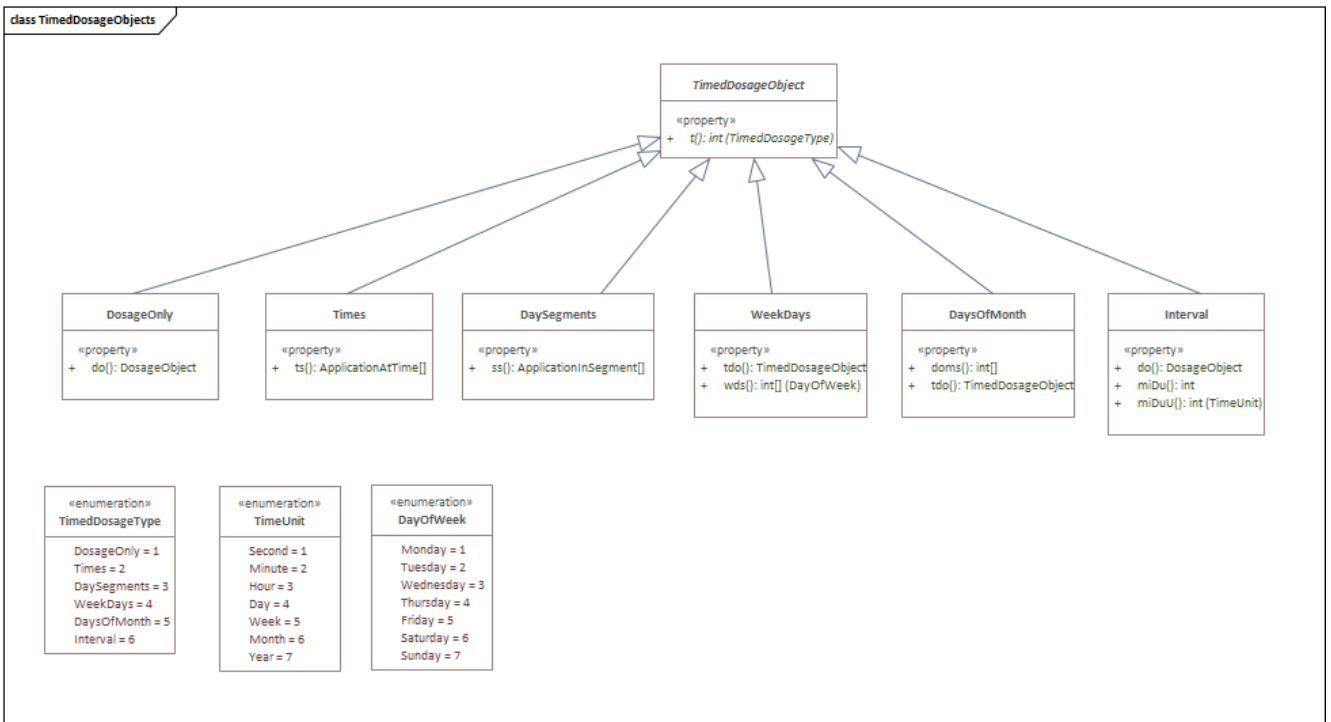 class TimedDosageObjects
TimedDosageObject
«property»
+ t(): int (TimedDosageType)
DosageOnly
«property»
+ do(): DosageObject
Times
«property»
+ ts(): ApplicationAtTime[]
DaySegments
«property»
+ ss(): ApplicationInSegment[]
WeekDays
«property»
+ tdo(): TimedDosageObject
+ wds(): int[] (DayOfWeek)
DaysOfMonth
«property»
+ doms(): int[]
+ tdo(): TimedDosageObject
Interval
«property»
+ do(): DosageObject
+ miDu(): int
+ miDuU(): int (TimeUnit)
«enumeration»
TimedDosageType
DosageOnly = 1
Times = 2
DaySegments = 3
WeekDays = 4
DaysOfMonth = 5
Interval = 6
«enumeration»
TimeUnit
Second = 1
Minute = 2
Hour = 3
Day = 4
Week = 5
Month = 6
Year = 7
«enumeration»
DayOfWeek
Monday = 1
Tuesday = 2
Wednesday = 3
Thursday = 4
Friday = 5
Saturday = 6
Sunday = 7